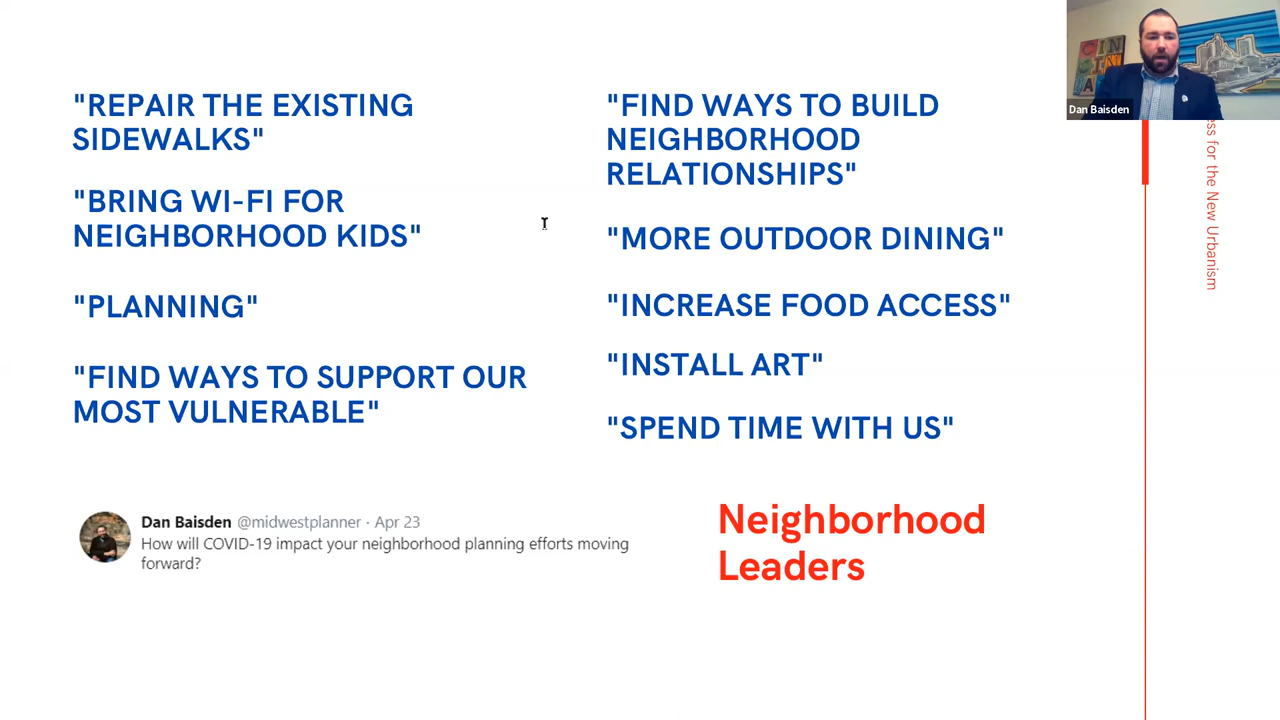 "REPAIR THE EXISTING
SIDEWALKS"
"BRING WI-FI FOR
NEIGHBORHOOD KIDS"
"PLANNING"
"FIND WAYS TO SUPPORT OUR
MOST VULNERABLE"
"FIND WAYS TO BUILD
NEIGHBORHOOD
RELATIONSHIPS"
"MORE OUTDOOR DINING"
"INCREASE FOOD ACCESS"
"INSTALL ART"
"SPEND TIME WITH US"
Dan Baisden @midwestplanner · Apr 23
How will COVID-19 impact your neighborhood planning efforts moving
forward?
Neighborhood
Leaders
Dan Baisden
for the New Urbanism